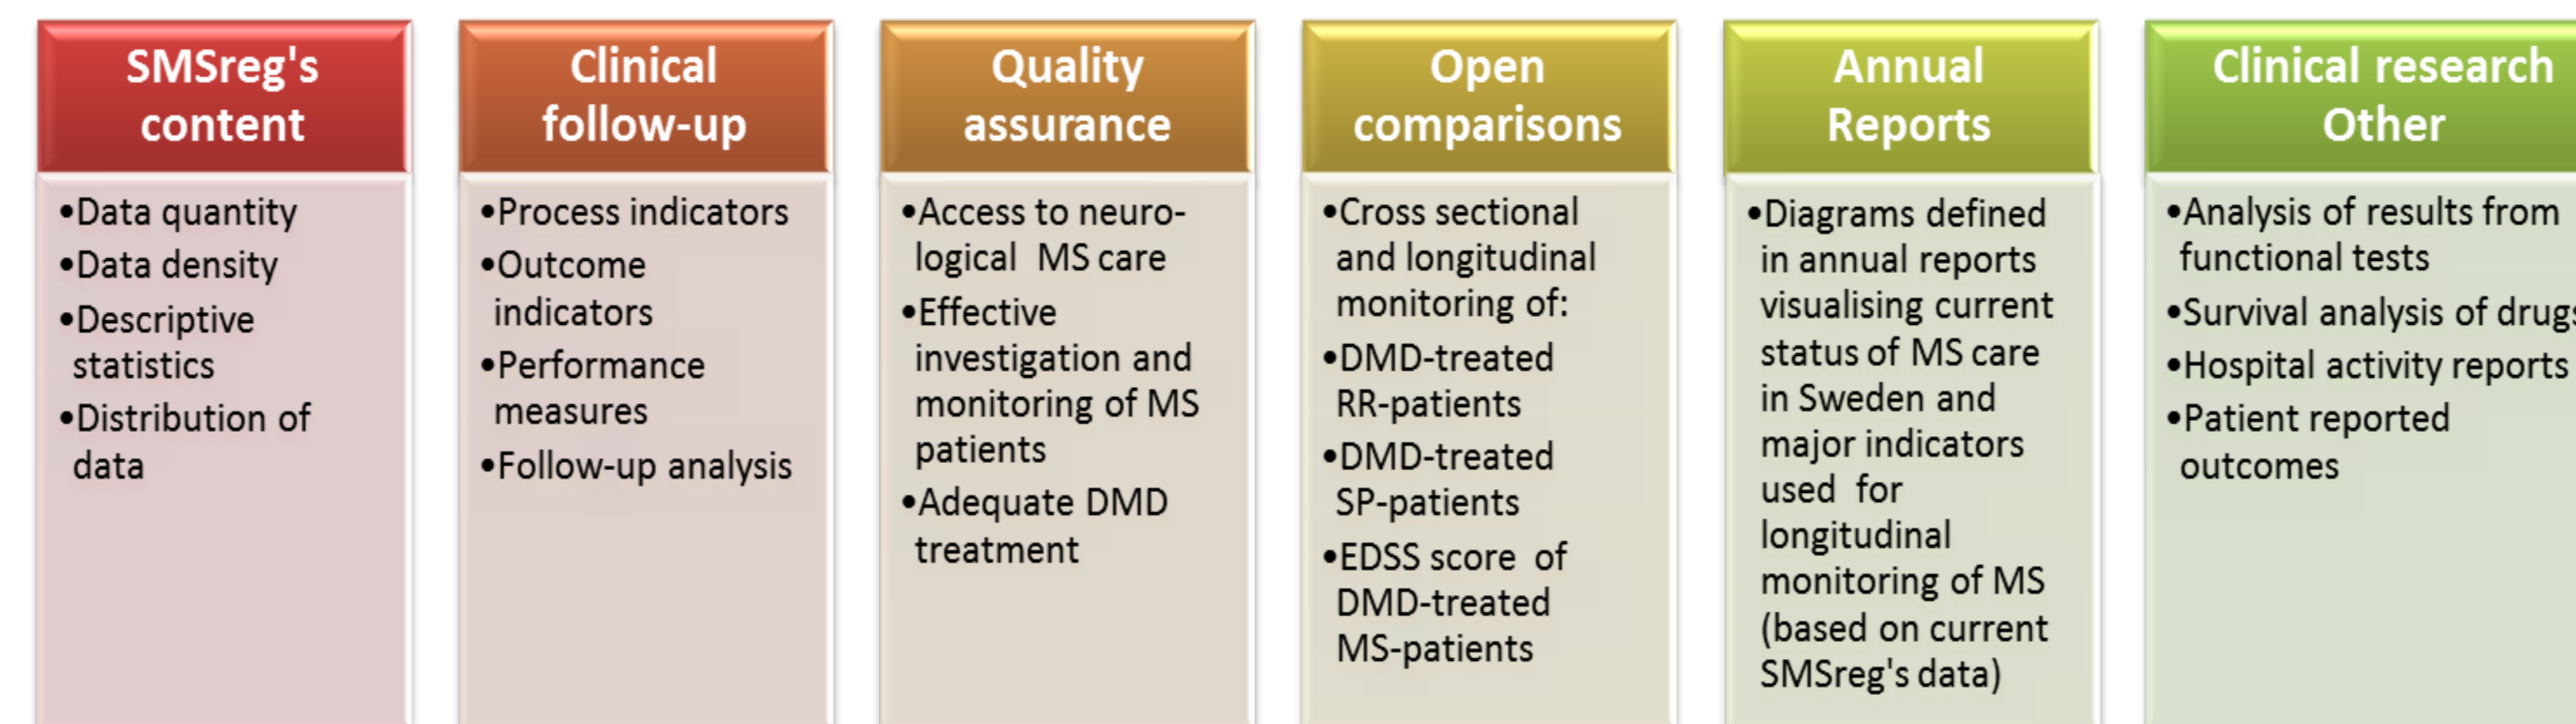 SMSreg's
content
•Data quantity
•Data density
•Descriptive
statistics
•Distribution of
data
Clinical
follow-up
•Process indicators
•Outcome
indicators
•Performance
measures
•Follow-up analysis
Quality
assurance
•Access to neuro-
logical  MS care
•Effective
investigation and
monitoring of MS
patients
•Adequate DMD
treatment
Open
comparisons
•Cross sectional
and longitudinal
monitoring of:
•DMD-treated
RR-patients
•DMD-treated
SP-patients
•EDSS score  of
DMD-treated
MS-patients
Annual
Reports
•Diagrams defined
in annual reports
visualising current
status of MS care
in Sweden and
major indicators
used  for
longitudinal
monitoring of MS
(based on current
SMSreg's data)
Clinical research
Other
•Analysis of results from
functional tests
•Survival analysis of drugs
•Hospital activity reports
•Patient reported
outcomes